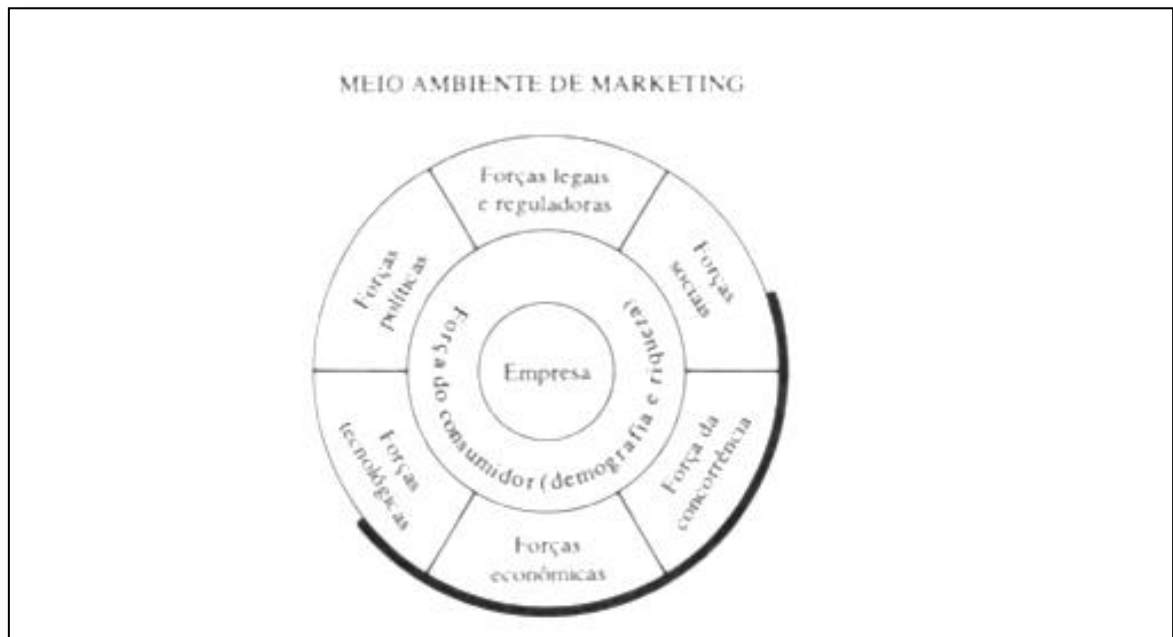 MEIO AMBIENTE DE MARKETING
Forças legais
e reguladoras
Forças
políticas
Forças
sociais
Força do consumidor (demografia e riqueza)
Empresa
Forças
tecnológicas
Força da
concorrência
Forças
econômicas